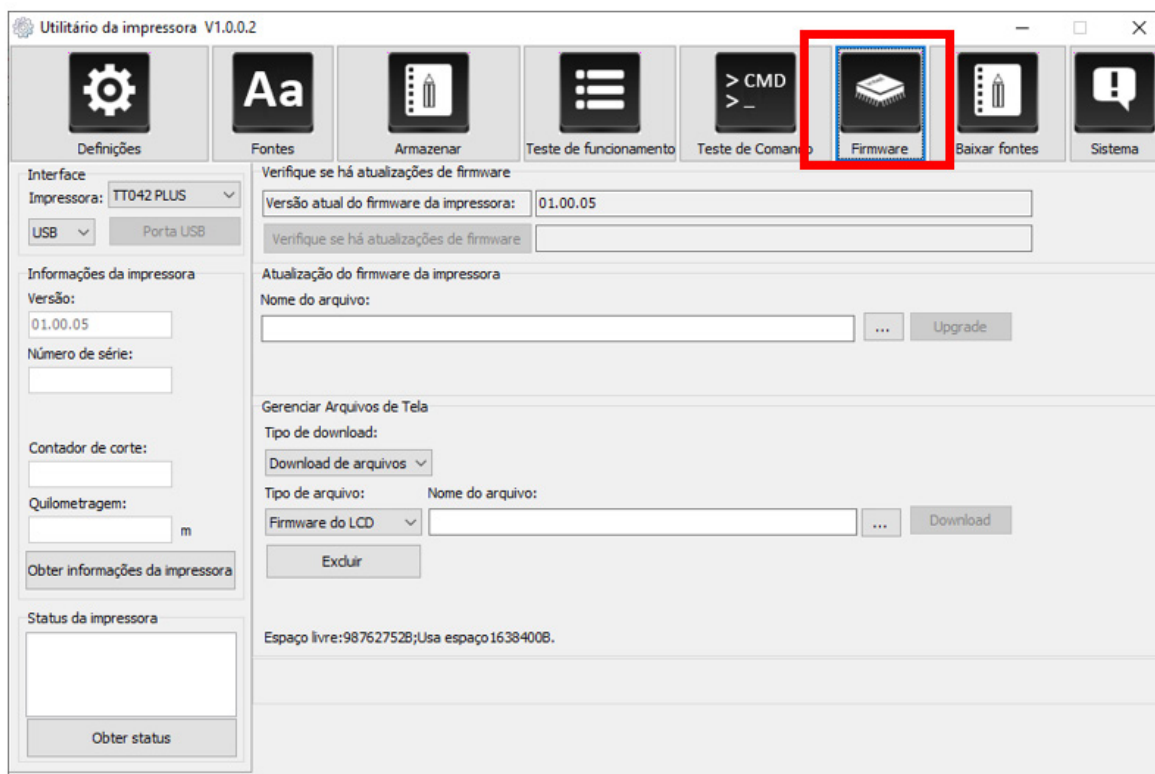 Utilitário da impressora V1.0.0.2
Aa
> CMD
> _
Definições
Fontes
Armazenar
Teste de funcionamento
Teste de Comando
Firmware
Baixar fontes
Sistema
Interface
Impressora: TT042 PLUS
USB
Porta USB
Informações da impressora
Versão:
01.00.05
Número de série:
Contador de corte:
Quilometragem:
m
Obter informações da impressora
Status da impressora
Obter status
Verifique se há atualizações de firmware
Versão atual do firmware da impressora: 01.00.05
Verifique se há atualizações de firmware
Atualização do firmware da impressora
Nome do arquivo:
... Upgrade
Gerenciar Arquivos de Tela
Tipo de download:
Download de arquivos
Tipo de arquivo: Nome do arquivo:
Firmware do LCD ... Download
Excluir
Espaço livre:98762752B;Usa espaço1638400B.